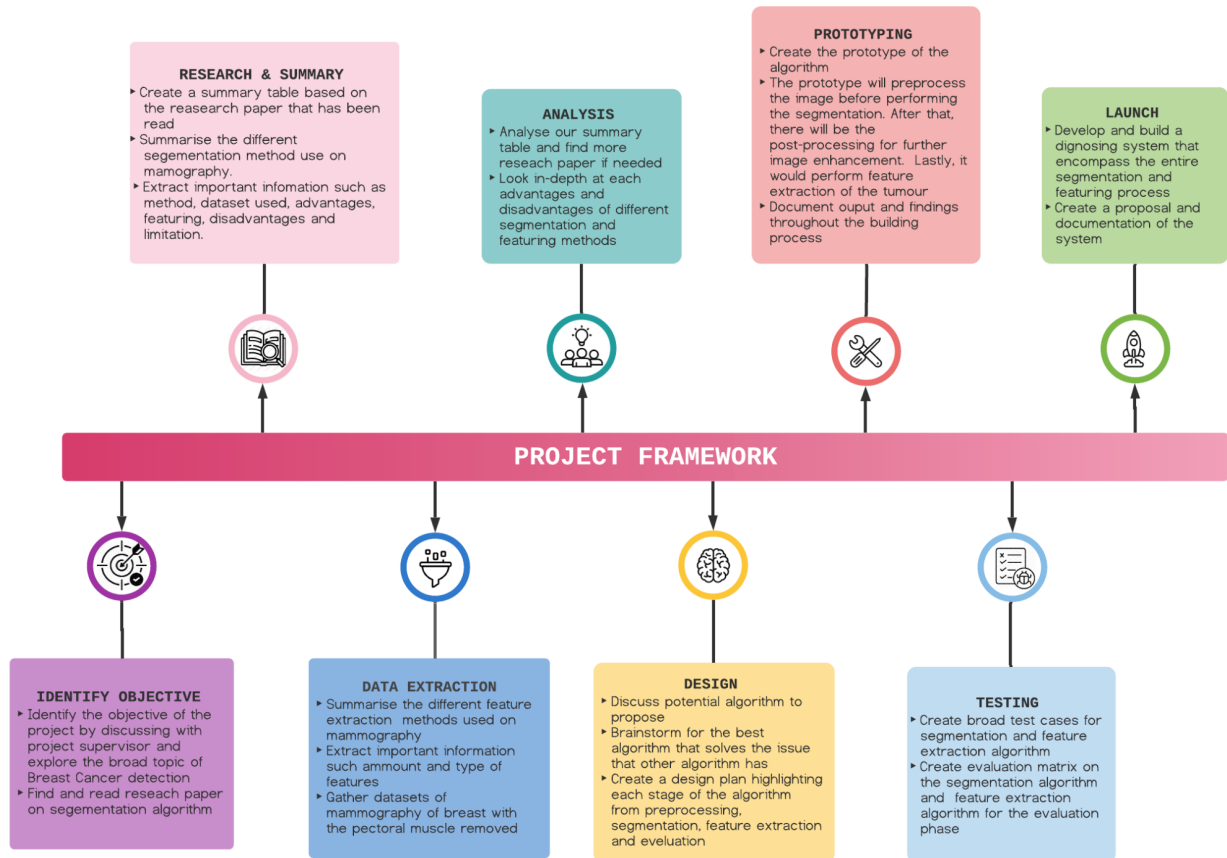 RESEARCH & SUMMARY
‣ Create a summary table based on
the reasearch paper that has been
read
‣ Summarise the different
segementation method use on
mamography.
‣ Extract important infomation such as
method, dataset used, advantages,
featuring, disadvantages and
limitation.
ANALYSIS
‣ Analyse our summary
table and find more
reseach paper if needed
‣ Look in-depth at each
advantages and
disadvantages of different
segmentation and
featuring methods
PROTOTYPING
‣ Create the prototype of the
algorithm
‣ The prototype will preprocess
the image before performing
the segmentation. After that,
there will be the
post-processing for further
image enhancement. Lastly, it
would perform feature
extraction of the tumour
‣ Document ouput and findings
throughout the building
process
LAUNCH
‣ Develop and build a
dignosing system that
encompass the entire
segmentation and
featuring process
‣ Create a proposal and
documentation of the
system
PROJECT FRAMEWORK
IDENTIFY OBJECTIVE
‣ Identify the objective of the
project by discussing with
project supervisor and
explore the broad topic of
Breast Cancer detection
‣ Find and read reseach paper
on segementation algorithm
DATA EXTRACTION
‣ Summarise the different feature
extraction methods used on
mammography
‣ Extract important information
such ammount and type of
features
‣ Gather datasets of
mammography of breast with
the pectoral muscle removed
DESIGN
‣ Discuss potential algorithm to
propose
‣ Brainstorm for the best
algorithm that solves the issue
that other algorithm has
‣ Create a design plan highlighting
each stage of the algorithm
from preprocessing,
segmentation, feature extraction
and eveluation
TESTING
‣ Create broad test cases for
segmentation and feature
extraction algorithm
‣ Create evaluation matrix on
the segmentation algorithm
and feature extraction
algorithm for the evaluation
phase